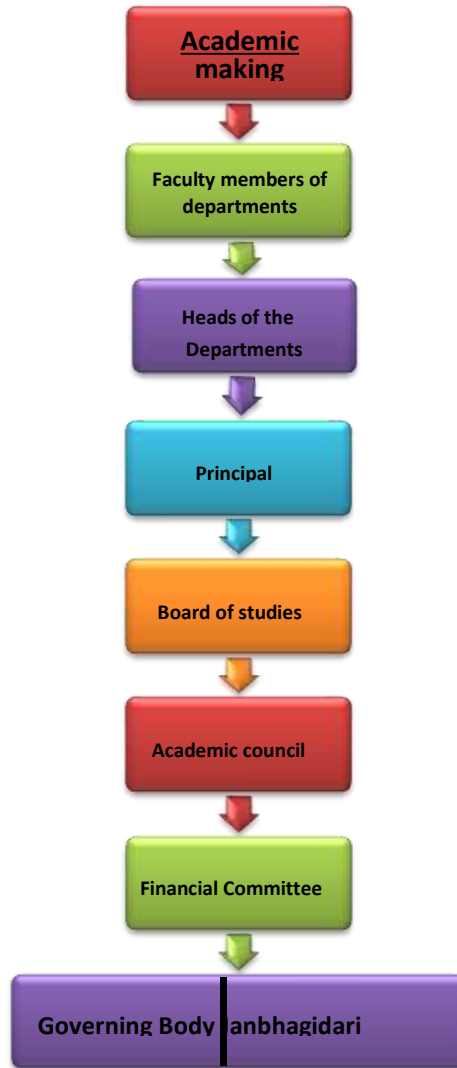 Academic
making
Faculty members of
departments
Heads of the
Departments
Principal
Board of studies
Academic council
Financial Committee
Governing Body Janbhagidari